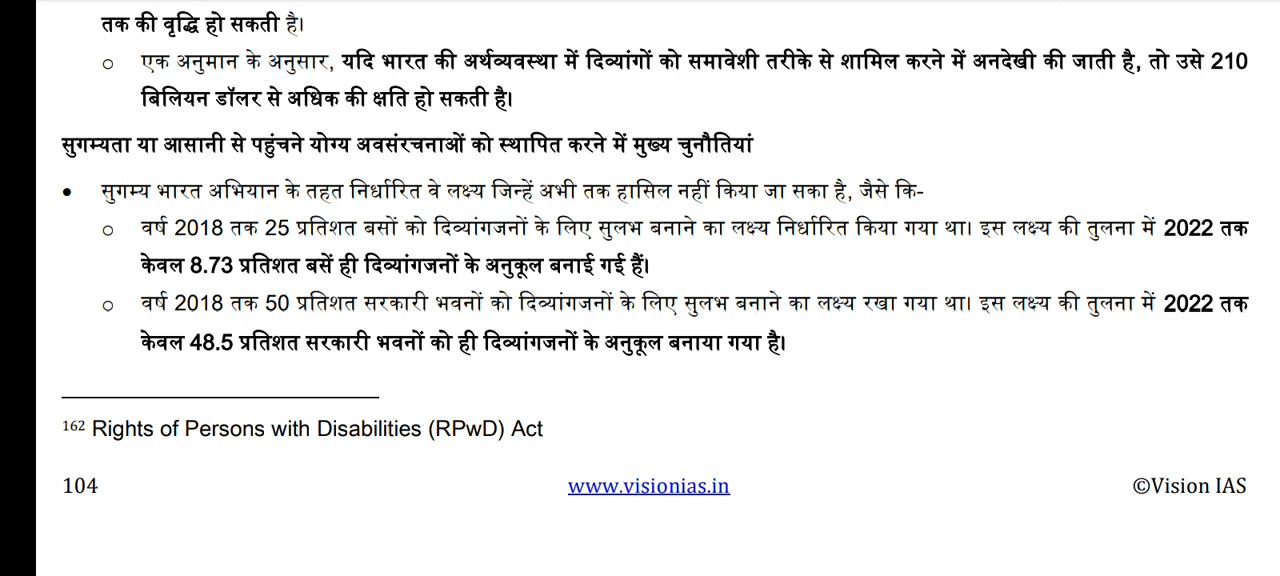 तक की वृद्धि हो सकती है।
o एक अनुमान के अनुसार, यदि भारत की अर्थव्यवस्था में दिव्यांगों को समावेशी तरीके से शामिल करने में अनदेखी की जाती है, तो उसे 210
बिलियन डॉलर से अधिक की क्षति हो सकती है।
सुगम्यता या आसानी से पहुंचने योग्य अवसंरचनाओं को स्थापित करने में मुख्य चुनौतियां
• सुगम्य भारत अभियान के तहत निर्धारित वे लक्ष्य जिन्हें अभी तक हासिल नहीं किया जा सका है, जैसे कि-
o वर्ष 2018 तक 25 प्रतिशत बसों को दिव्यांगजनों के लिए सुलभ बनाने का लक्ष्य निर्धारित किया गया था। इस लक्ष्य की तुलना में 2022 तक
केवल 8.73 प्रतिशत बसें ही दिव्यांगजनों के अनुकूल बनाई गई हैं।
o वर्ष 2018 तक 50 प्रतिशत सरकारी भवनों को दिव्यांगजनों के लिए सुलभ बनाने का लक्ष्य रखा गया था। इस लक्ष्य की तुलना में 2022 तक
केवल 48.5 प्रतिशत सरकारी भवनों को ही दिव्यांगजनों के अनुकूल बनाया गया है।
162 Rights of Persons with Disabilities (RPwD) Act
104 www.visionias.in ©Vision IAS